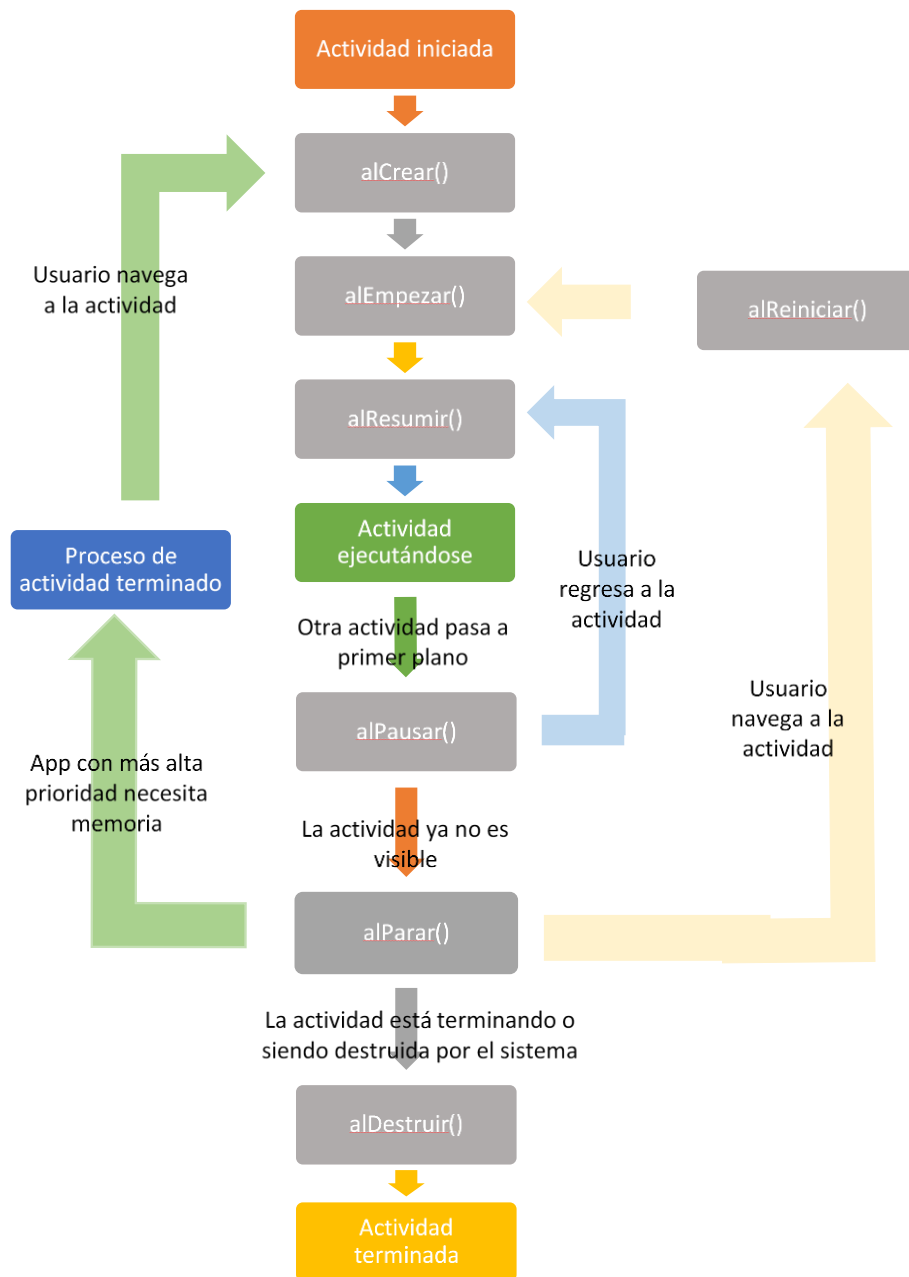 Actividad iniciada
alCrear()
Usuario navega
a la actividad
alEmpezar()
alReiniciar()
alResumir()
Actividad
ejecutándose
Proceso de
actividad terminado
Usuario
regresa a la
actividad
Otra actividad pasa a
primer plano
alPausar()
Usuario
navega a la
actividad
App con más alta
prioridad necesita
memoria
La actividad ya no es
visible
alParar()
La actividad está terminando o
siendo destruida por el sistema
alDestruir()
Actividad
terminada